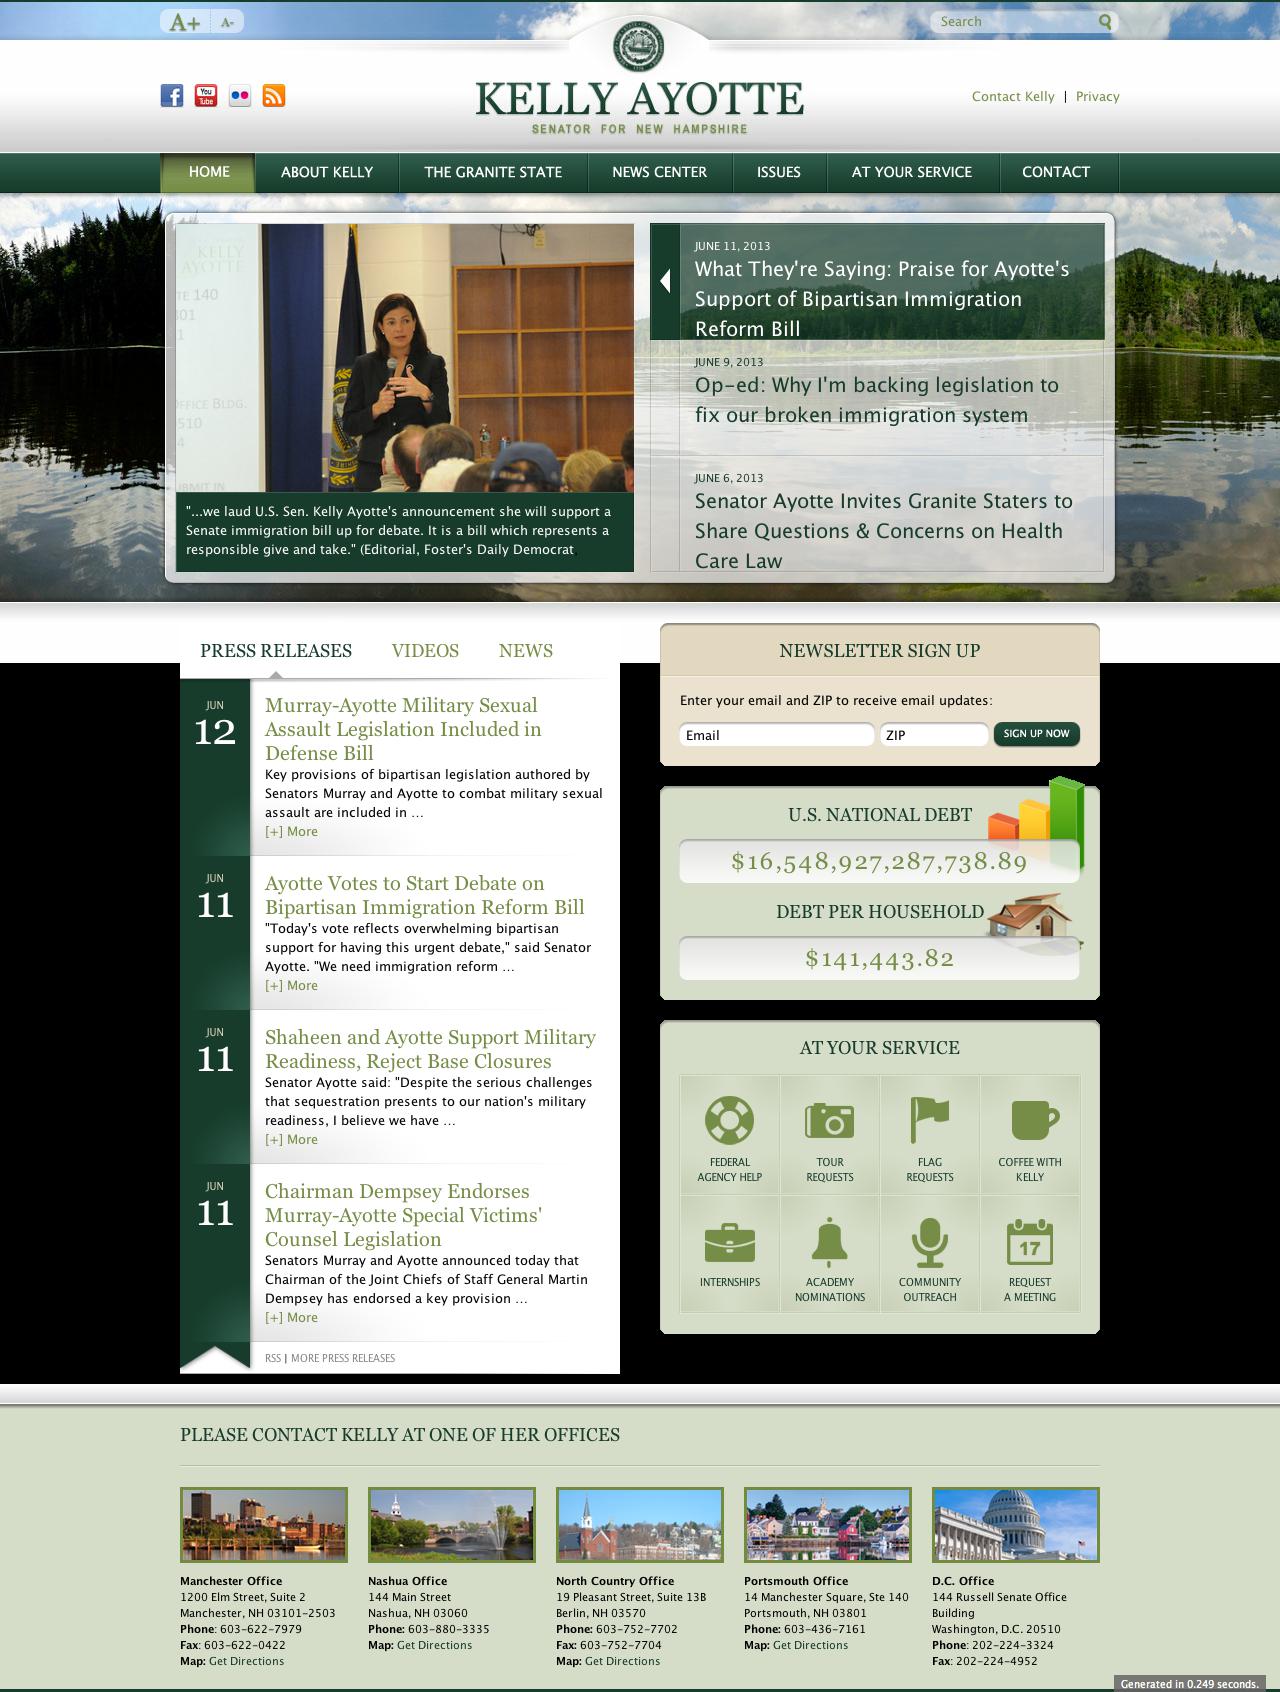 A+ A-
Search
KELLY AYOTTE
SENATOR FOR NEW HAMPSHIRE
Contact Kelly | Privacy
HOME ABOUT KELLY THE GRANITE STATE NEWS CENTER ISSUES AT YOUR SERVICE CONTACT
KELLY
AYOTTE
140
OFFICE BLDG.
"...we laud U.S. Sen. Kelly Ayotte's announcement she will support a
Senate immigration bill up for debate. It is a bill which represents a
responsible give and take." (Editorial, Foster's Daily Democrat,
JUNE 11, 2013
What They're Saying: Praise for Ayotte's
Support of Bipartisan Immigration
Reform Bill
JUNE 9, 2013
Op-ed: Why I'm backing legislation to
fix our broken immigration system
JUNE 6, 2013
Senator Ayotte Invites Granite Staters to
Share Questions & Concerns on Health
Care Law
PRESS RELEASES VIDEOS NEWS
JUN
12
Murray-Ayotte Military Sexual
Assault Legislation Included in
Defense Bill
Key provisions of bipartisan legislation authored by
Senators Murray and Ayotte to combat military sexual
assault are included in ...
[+] More
JUN
11
Ayotte Votes to Start Debate on
Bipartisan Immigration Reform Bill
"Today's vote reflects overwhelming bipartisan
support for having this urgent debate," said Senator
Ayotte. "We need immigration reform ...
[+] More
JUN
11
Shaheen and Ayotte Support Military
Readiness, Reject Base Closures
Senator Ayotte said: "Despite the serious challenges
that sequestration presents to our nation's military
readiness, I believe we have ...
[+] More
JUN
11
Chairman Dempsey Endorses
Murray-Ayotte Special Victims'
Counsel Legislation
Senators Murray and Ayotte announced today that
Chairman of the Joint Chiefs of Staff General Martin
Dempsey has endorsed a key provision ...
[+] More
RSS | MORE PRESS RELEASES
NEWSLETTER SIGN UP
Enter your email and ZIP to receive email updates:
Email ZIP SIGN UP NOW
U.S. NATIONAL DEBT
$16,548,927,287,738.89
DEBT PER HOUSEHOLD
$141,443.82
AT YOUR SERVICE
FEDERAL
AGENCY HELP
TOUR
REQUESTS
FLAG
REQUESTS
COFFEE WITH
KELLY
INTERNSHIPS
ACADEMY
NOMINATIONS
COMMUNITY
OUTREACH
17
REQUEST
A MEETING
PLEASE CONTACT KELLY AT ONE OF HER OFFICES
Manchester Office
1200 Elm Street, Suite 2
Manchester, NH 03101-2503
Phone: 603-622-7979
Fax: 603-622-0422
Map: Get Directions
Nashua Office
144 Main Street
Nashua, NH 03060
Phone: 603-880-3335
Map: Get Directions
North Country Office
19 Pleasant Street, Suite 13B
Berlin, NH 03570
Phone: 603-752-7702
Fax: 603-752-7704
Map: Get Directions
Portsmouth Office
14 Manchester Square, Ste 140
Portsmouth, NH 03801
Phone: 603-436-7161
Map: Get Directions
D.C. Office
144 Russell Senate Office
Building
Washington, D.C. 20510
Phone: 202-224-3324
Fax: 202-224-4952
Generated in 0.249 seconds.